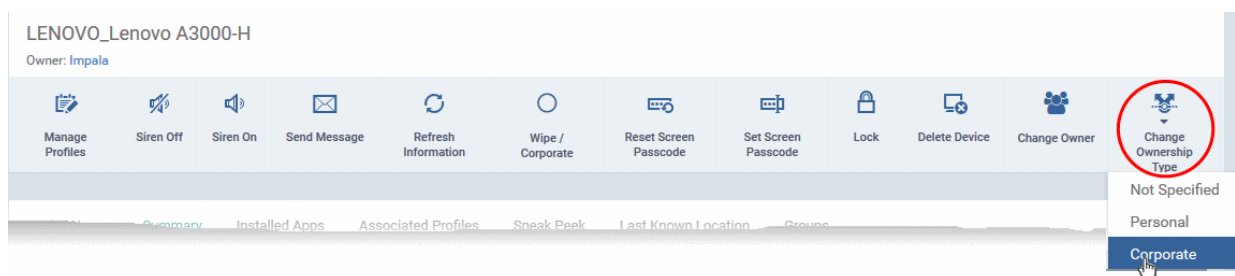 LENOVO_Lenovo A3000-H
Owner: Impala
Manage Profiles
Siren Off
Siren On
Send Message
Refresh Information
Wipe / Corporate
Reset Screen Passcode
Set Screen Passcode
Lock
Delete Device
Change Owner
Change Ownership Type
Not Specified
Personal
Corporate
Summary
Installed Apps
Associated Profiles
Sneak Peek
Last Known Location
Groups